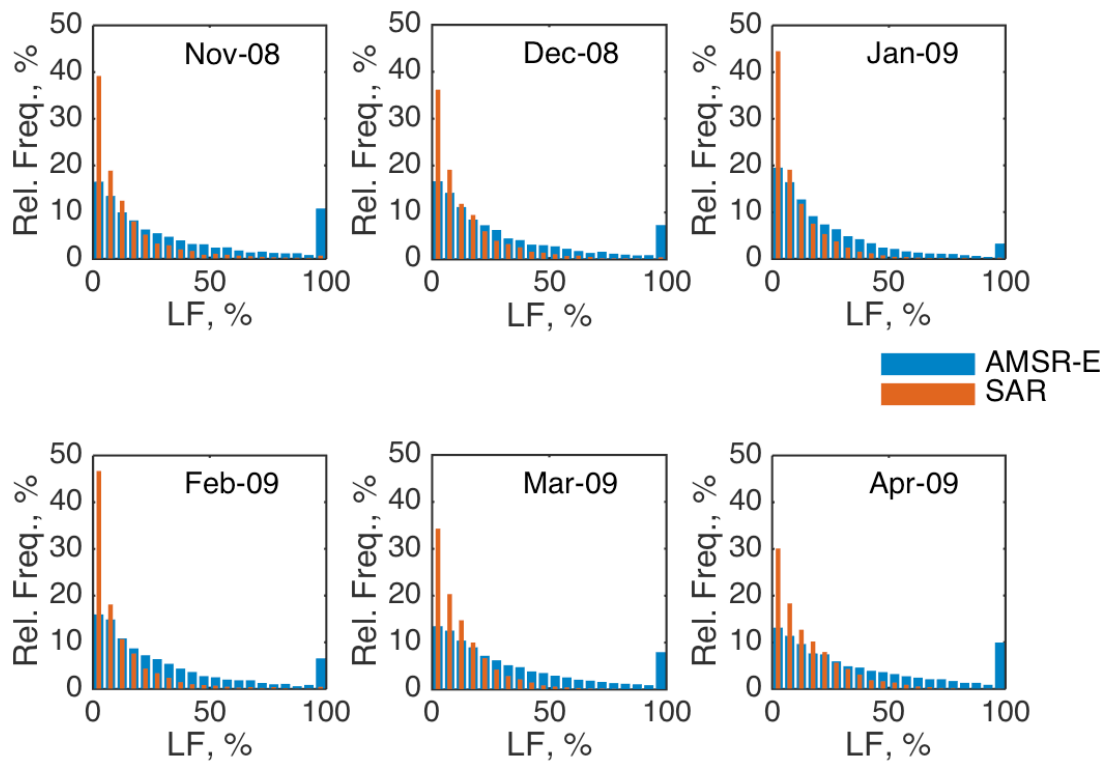 50
40
30
20
10
0
Rel. Freq., %
Nov-08
0 50 100
LF, %
50
40
30
20
10
0
Rel. Freq., %
Dec-08
0 50 100
LF, %
50
40
30
20
10
0
Rel. Freq., %
Jan-09
0 50 100
LF, %
AMSR-E
SAR
50
40
30
20
10
0
Rel. Freq., %
Feb-09
0 50 100
LF, %
50
40
30
20
10
0
Rel. Freq., %
Mar-09
0 50 100
LF, %
50
40
30
20
10
0
Rel. Freq., %
Apr-09
0 50 100
LF, %